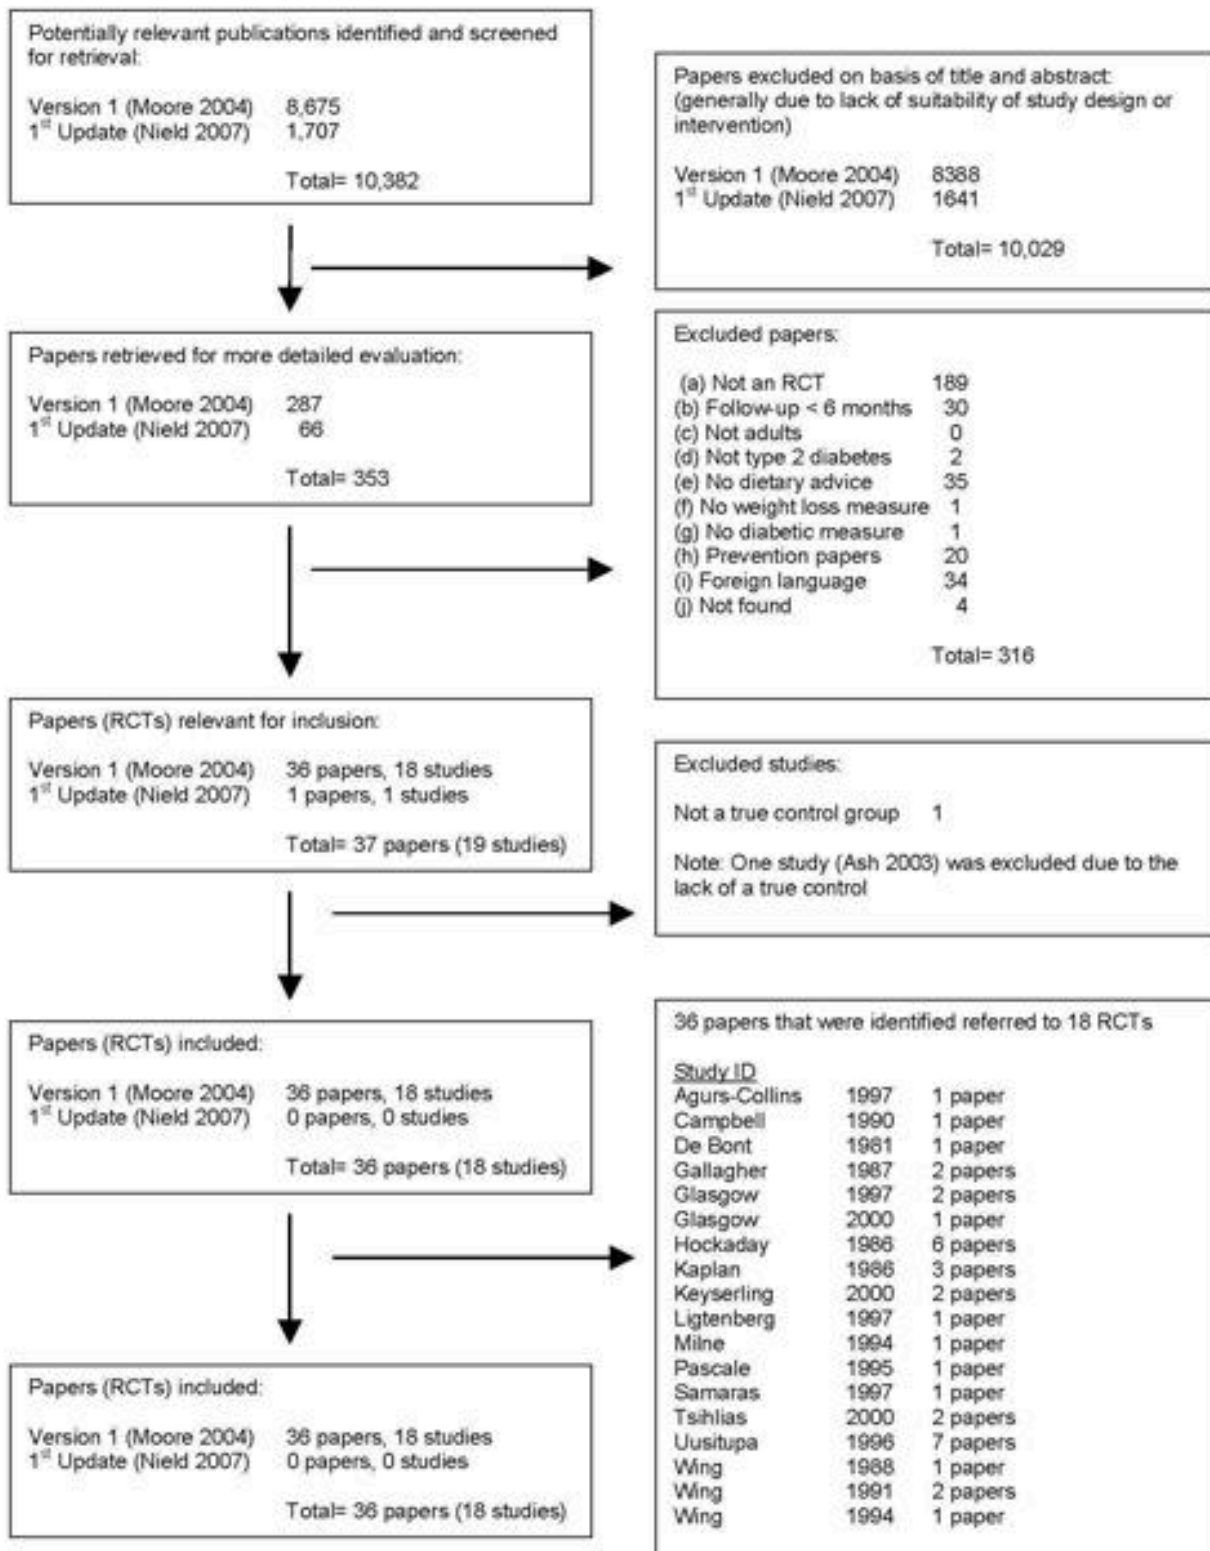 Potentially relevant publications identified and screened
for retrieval:
Version 1 (Moore 2004) 8,675
1st Update (Nield 2007) 1,707
Total= 10,382
Papers excluded on basis of title and abstract:
(generally due to lack of suitability of study design or
intervention)
Version 1 (Moore 2004) 8388
1st Update (Nield 2007) 1641
Total= 10,029
Papers retrieved for more detailed evaluation:
Version 1 (Moore 2004) 287
1st Update (Nield 2007) 66
Total= 353
Excluded papers:
(a) Not an RCT 189
(b) Follow-up < 6 months 30
(c) Not adults 0
(d) Not type 2 diabetes 2
(e) No dietary advice 35
(f) No weight loss measure 1
(g) No diabetic measure 1
(h) Prevention papers 20
(i) Foreign language 34
(j) Not found 4
Total= 316
Papers (RCTs) relevant for inclusion:
Version 1 (Moore 2004) 36 papers, 18 studies
1st Update (Nield 2007) 1 papers, 1 studies
Total= 37 papers (19 studies)
Excluded studies:
Not a true control group 1
Note: One study (Ash 2003) was excluded due to the
lack of a true control
Papers (RCTs) included:
Version 1 (Moore 2004) 36 papers, 18 studies
1st Update (Nield 2007) 0 papers, 0 studies
Total= 36 papers (18 studies)
36 papers that were identified referred to 18 RCTs
Study ID
Agurs-Collins 1997 1 paper
Campbell 1990 1 paper
De Bont 1981 1 paper
Gallagher 1987 2 papers
Glasgow 1997 2 papers
Glasgow 2000 1 paper
Hockaday 1986 6 papers
Kaplan 1986 3 papers
Keyserling 2000 2 papers
Ligtenberg 1997 1 paper
Milne 1994 1 paper
Pascale 1995 1 paper
Samaras 1997 1 paper
Tsihlias 2000 2 papers
Uusitupa 1996 7 papers
Wing 1988 1 paper
Wing 1991 2 papers
Wing 1994 1 paper
Papers (RCTs) included:
Version 1 (Moore 2004) 36 papers, 18 studies
1st Update (Nield 2007) 0 papers, 0 studies
Total= 36 papers (18 studies)